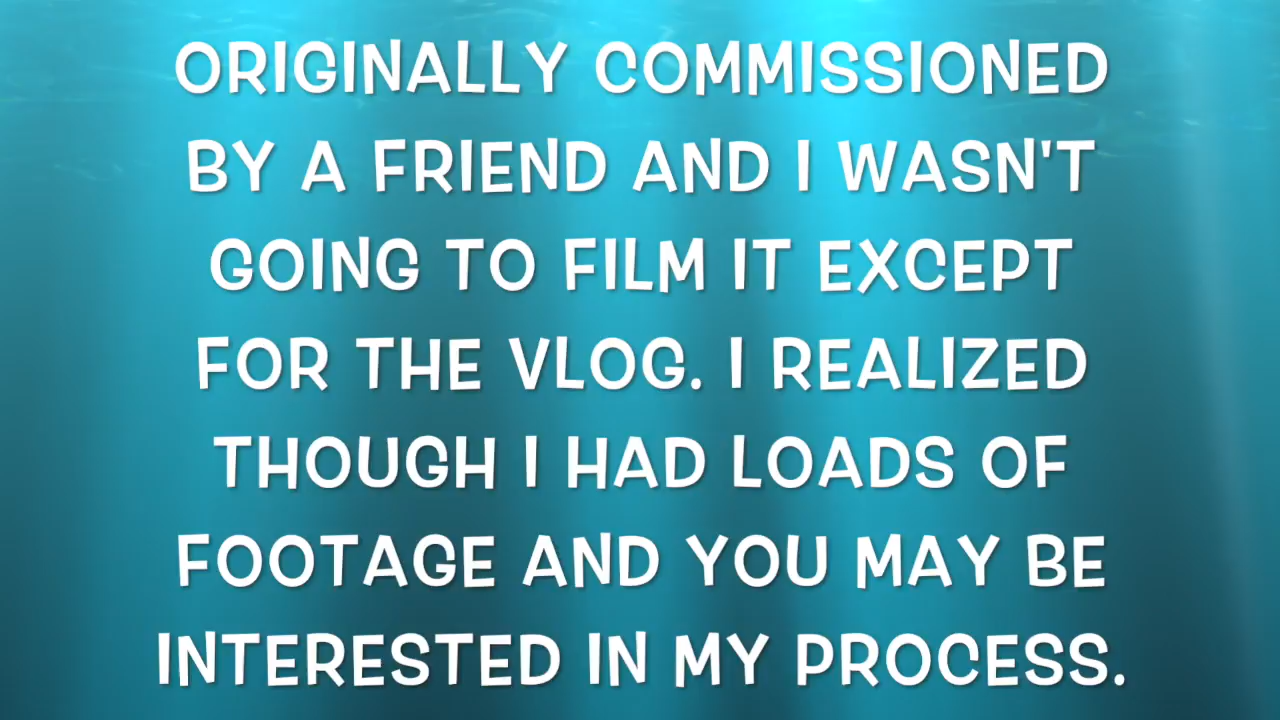 ORIGINALLY COMMISSIONED
BY A FRIEND AND I WASN'T
GOING TO FILM IT EXCEPT
FOR THE VLOG. I REALIZED
THOUGH I HAD LOADS OF
FOOTAGE AND YOU MAY BE
INTERESTED IN MY PROCESS.